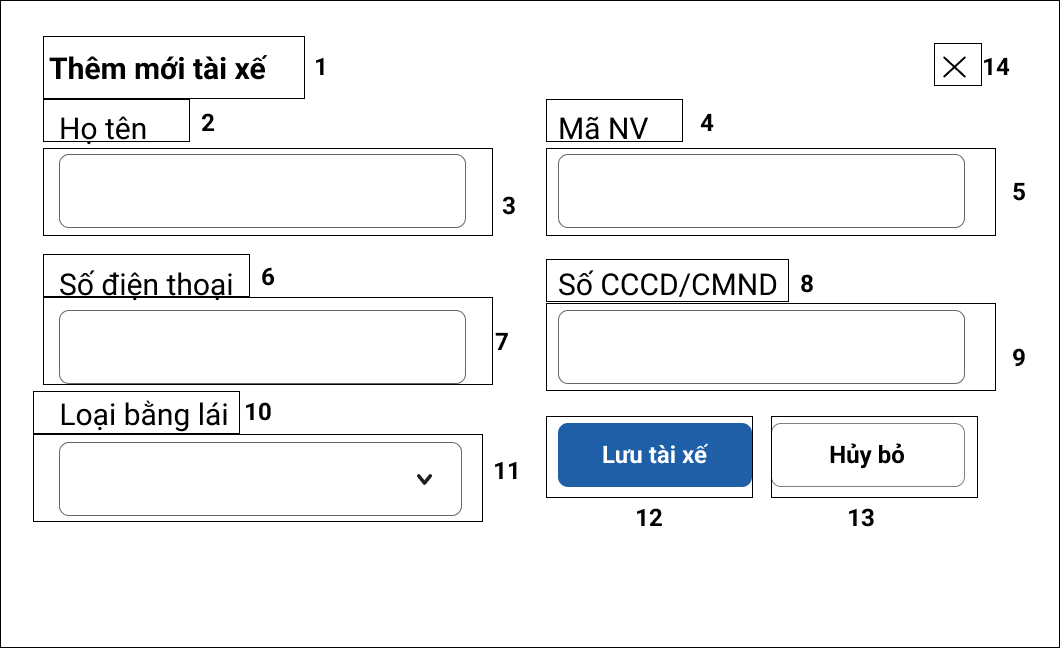 Thêm mới tài xế 1
14
Họ tên 2
Mã NV 4
3
5
Số điện thoại 6
Số CCCD/CMND 8
7
9
Loại bằng lái 10
11
Lưu tài xế
Hủy bỏ
12
13